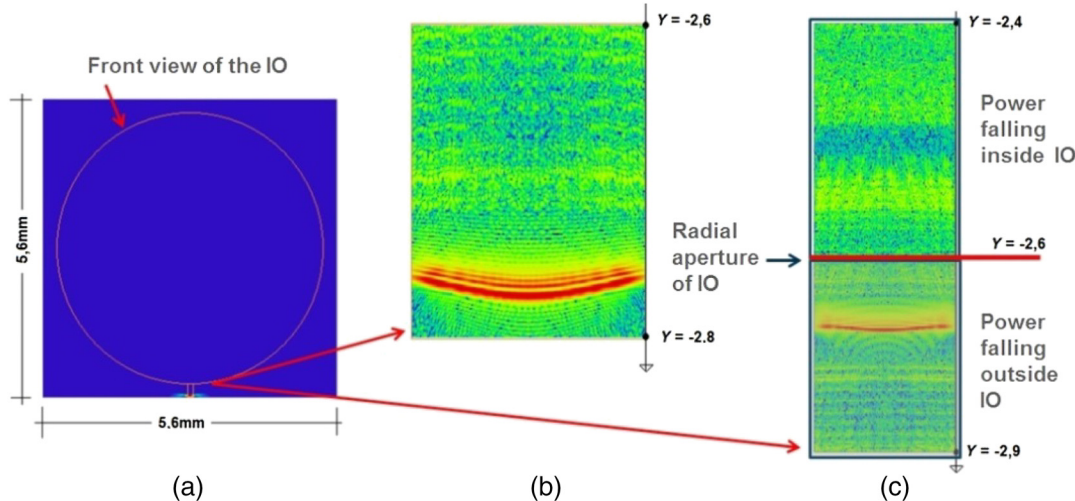 Front view of the IO
5,6mm
5.6mm
(a)
Y = -2,6
Y = -2.8
(b)
Radial
aperture
of IO
Y = -2,4
Power
falling
inside IO
Y = -2,6
Power
falling
outside
IO
Y = -2,9
(c)